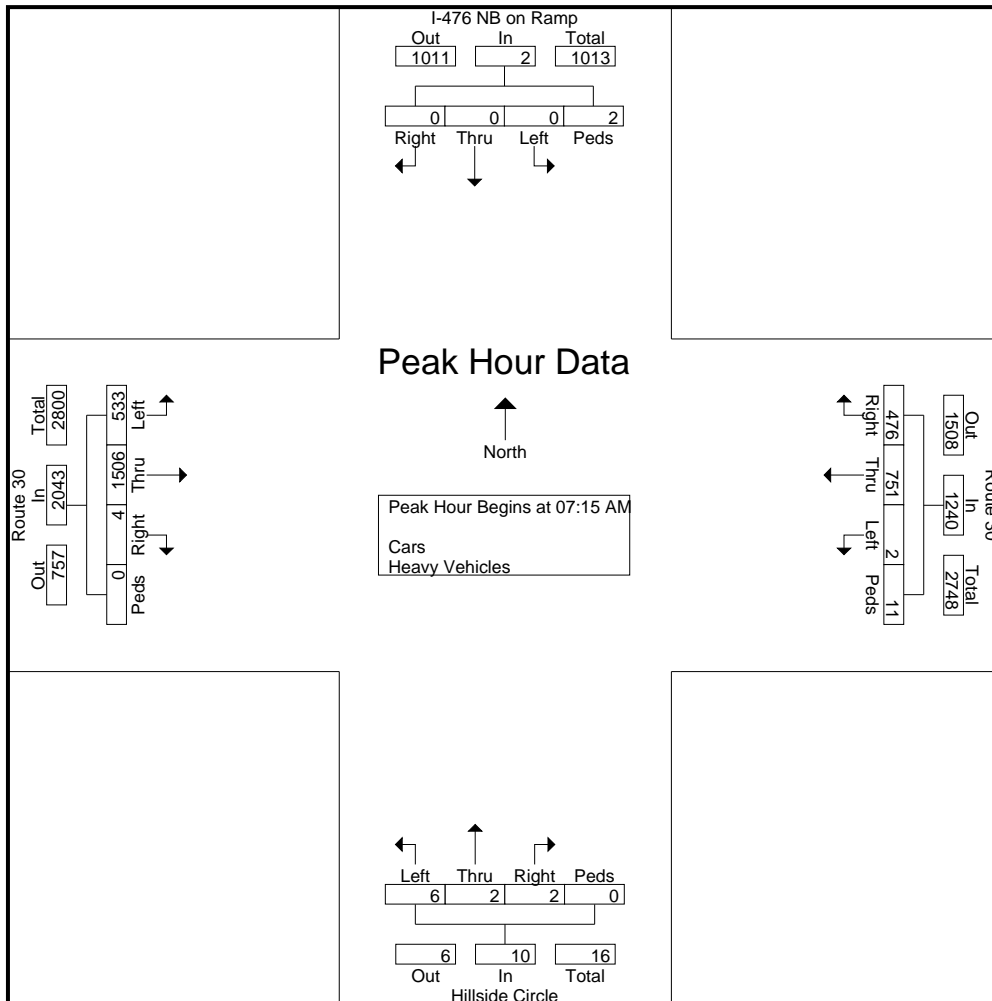 I-476 NB on Ramp
Out In Total
1011 2 1013
0 0 0 2
Right Thru Left Peds
Peak Hour Data
North
Peak Hour Begins at 07:15 AM
Cars
Heavy Vehicles
Route 30
Total In Out
2800 2043 757
533 1506 4 0
Left Thru Right Peds
Route 30
Out In Total
1508 1240 2748
476 751 2 11
Right Thru Left Peds
Left Thru Right Peds
6 2 2 0
6 10 16
Out In Total
Hillside Circle